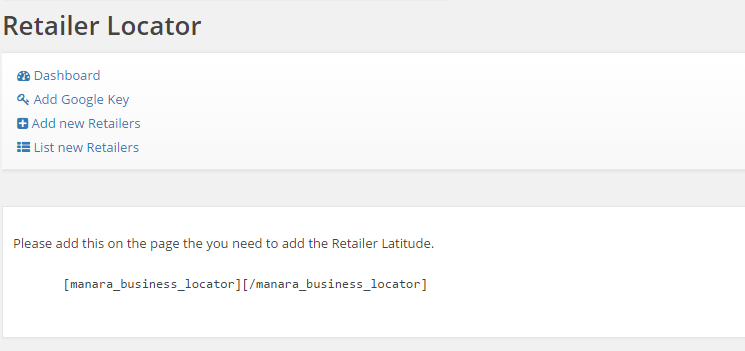 Retailer Locator
Dashboard
Add Google Key
Add new Retailers
List new Retailers
Please add this on the page the you need to add the Retailer Latitude.
[manara_business_locator][/manara_business_locator]